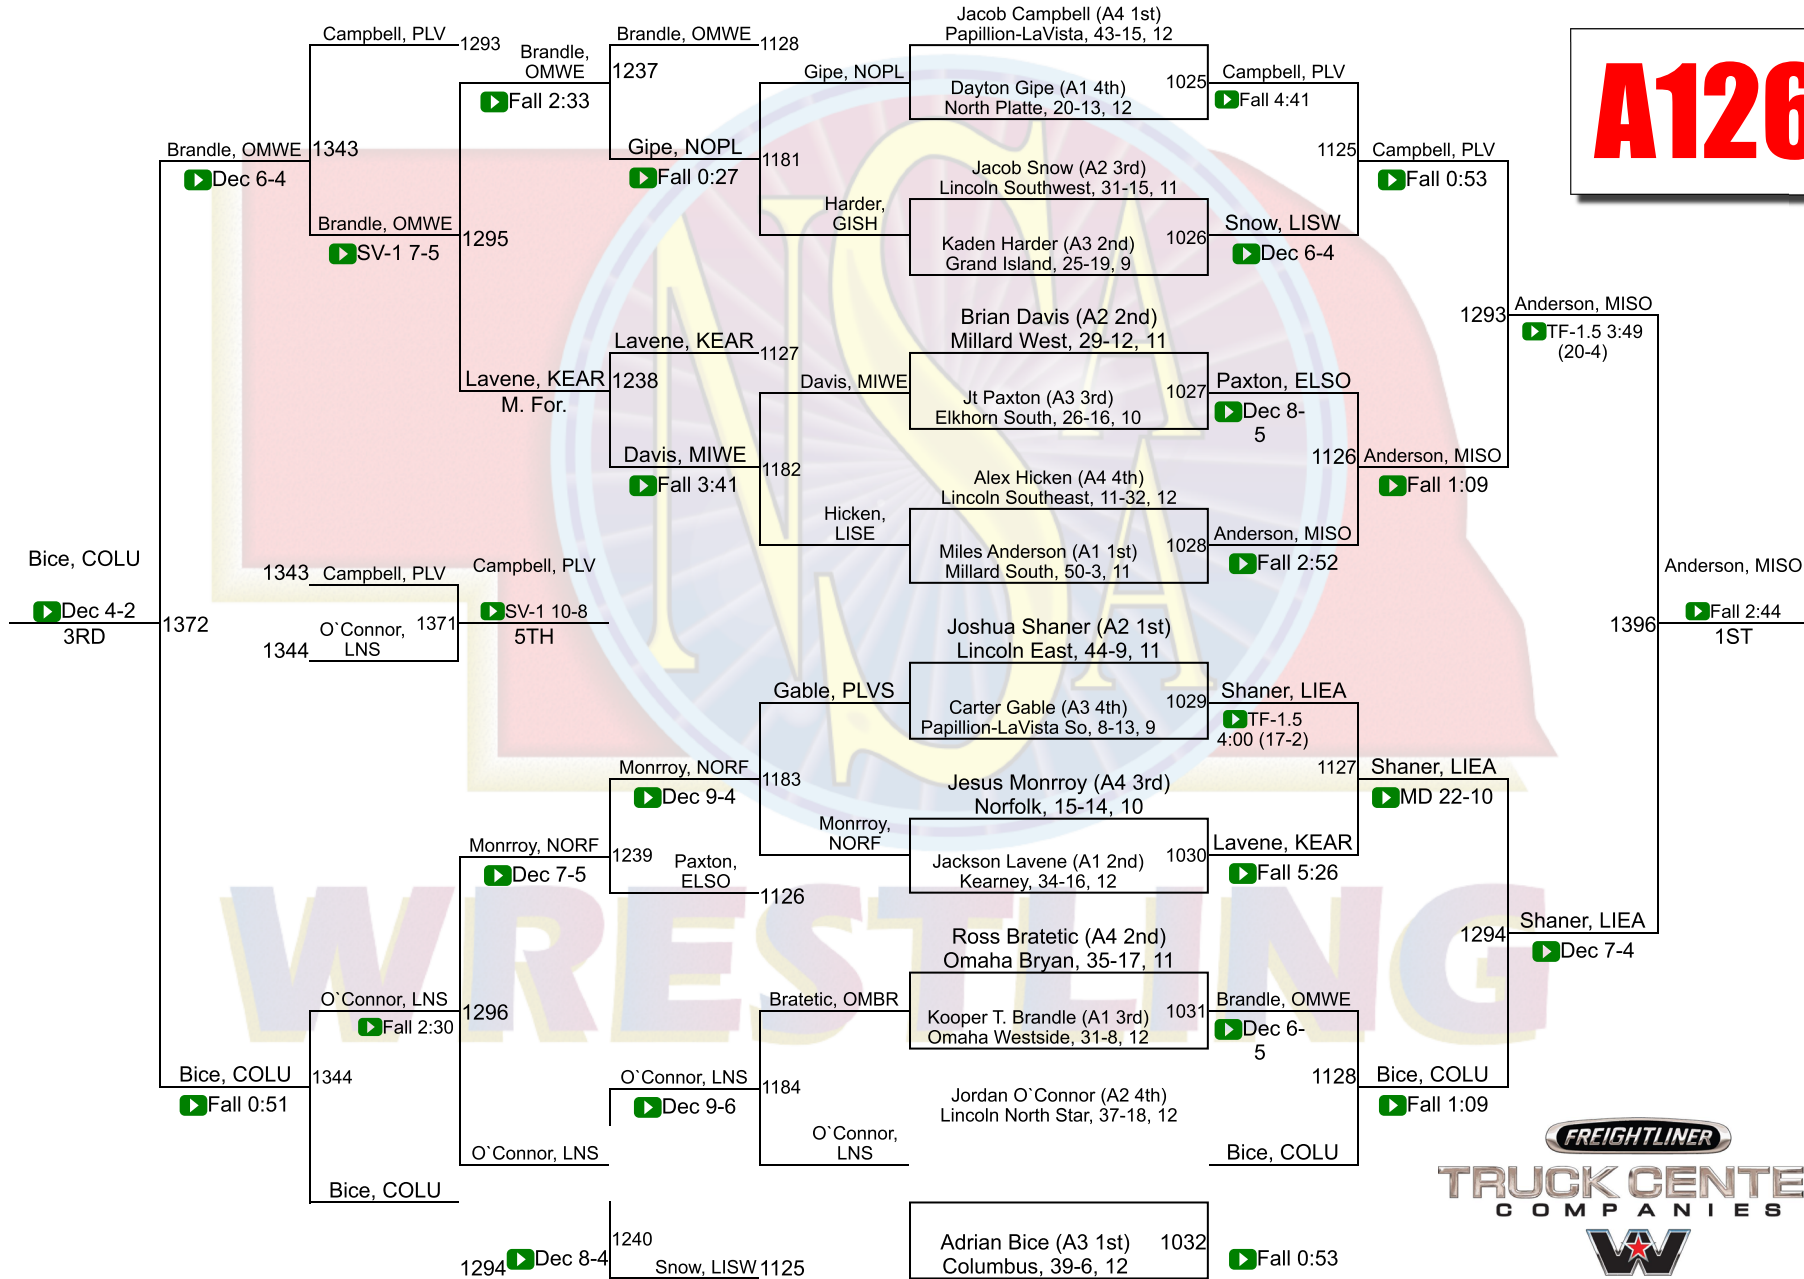 Jacob Campbell (A4 1st)
Campbell, PLV 1293 Brandle, OMWE Brandle, OMWE 1128 Papillion-LaVista, 43-15, 12
1237 Gipe, NOPL Dayton Gipe (A1 4th) 1025 Campbell, PLV
Fall 2:33 North Platte, 20-13, 12 Fall 4:41
A126
Brandle, OMWE 1343 Gipe, NOPL 1181 Jacob Snow (A2 3rd) 1125 Campbell, PLV
Dec 6-4 Fall 0:27 Lincoln Southwest, 31-15, 11 Fall 0:53
Brandle, OMWE 1295 Harder, GISH Kaden Harder (A3 2nd) 1026 Snow, LISW
SV-1 7-5 Grand Island, 25-19, 9 Dec 6-4
Brian Davis (A2 2nd) 1293 Anderson, MISO
Lavene, KEAR 1127 Millard West, 29-12, 11 TF-1.5 3:49
(20-4)
Lavene, KEAR 1238 Davis, MIWE Jt Paxton (A3 3rd) 1027 Paxton, ELSO
M. For. Elkhorn South, 26-16, 10 Dec 8-
5
Davis, MIWE 1182 Alex Hicken (A4 4th) 1126 Anderson, MISO
Fall 3:41 Lincoln Southeast, 11-32, 12 Fall 1:09
Hicken,
LISE Miles Anderson (A1 1st) 1028 Anderson, MISO
Millard South, 50-3, 11 Fall 2:52
Bice, COLU 1343 Campbell, PLV Campbell, PLV Anderson, MISO
Dec 4-2 1372 O`Connor, 1371 SV-1 10-8 1396 Fall 2:44
3RD 1344 LNS 5TH 1ST
Joshua Shaner (A2 1st)
Lincoln East, 44-9, 11
Gable, PLVS Carter Gable (A3 4th) 1029 Shaner, LIEA
Papillion-LaVista So, 8-13, 9 TF-1.5
4:00 (17-2)
Monrroy, NORF 1183 Jesus Monrroy (A4 3rd) 1127 Shaner, LIEA
Dec 9-4 Norfolk, 15-14, 10 MD 22-10
Monrroy, NORF 1239 Paxton, Monrroy,
Dec 7-5 ELSO NORF Jackson Lavene (A1 2nd) 1030 Lavene, KEAR
1126 Kearney, 34-16, 12 Fall 5:26
Ross Bratetic (A4 2nd) 1294 Shaner, LIEA
Omaha Bryan, 35-17, 11 Dec 7-4
O`Connor, LNS 1296 Bratetic, OMBR Kooper T. Brandle (A1 3rd) 1031 Brandle, OMWE
Fall 2:30 Omaha Westside, 31-8, 12 Dec 6-
5
Bice, COLU 1344 O`Connor, LNS 1184 Jordan O`Connor (A2 4th) 1128 Bice, COLU
Fall 0:51 Dec 9-6 Lincoln North Star, 37-18, 12 Fall 1:09
O`Connor, LNS O`Connor,
LNS Bice, COLU
Bice, COLU
1294 Dec 8-4 1240 Snow, LISW 1125 Adrian Bice (A3 1st) 1032 Fall 0:53
Columbus, 39-6, 12
NSAA
WRESTLING
FREIGHTLINER
TRUCK CENTE
COMPANIES
W